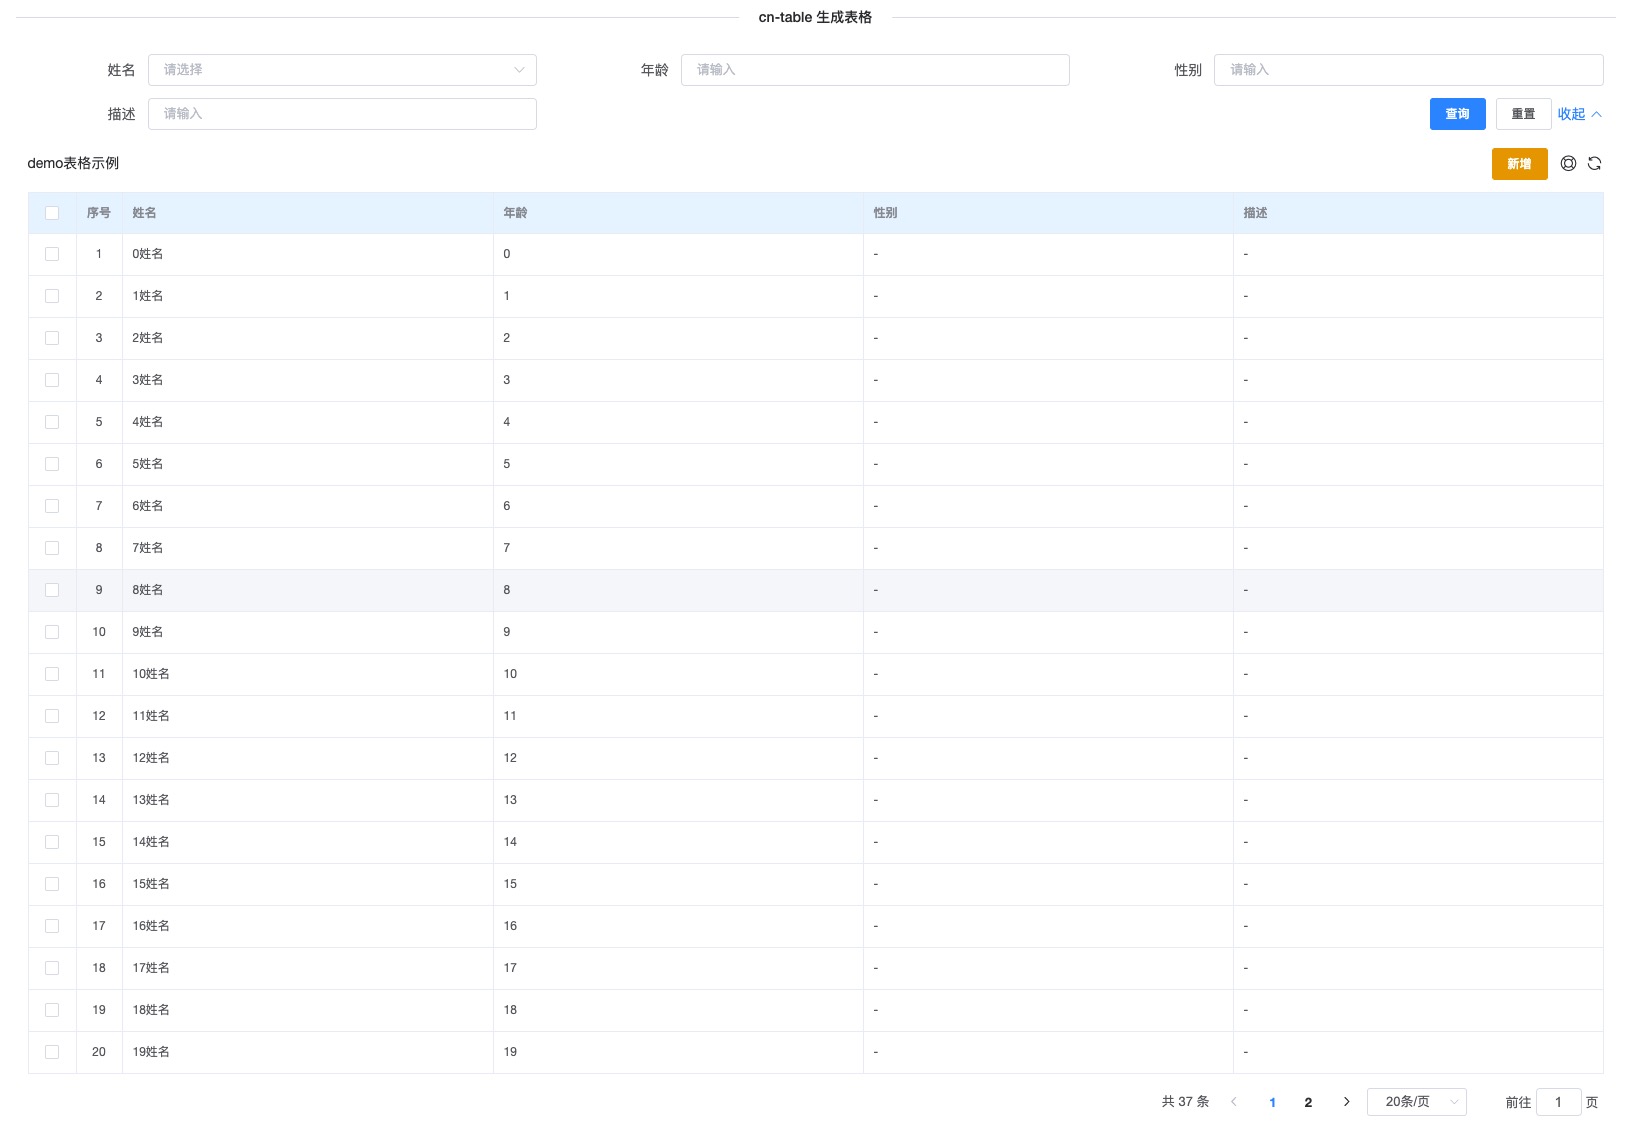 cn-table 生成表格
姓名 请选择 年龄 请输入 性别 请输入
描述 请输入 查询 重置 收起
demo表格示例 新增
序号 姓名 年龄 性别 描述
1 0姓名 0 - -
2 1姓名 1 - -
3 2姓名 2 - -
4 3姓名 3 - -
5 4姓名 4 - -
6 5姓名 5 - -
7 6姓名 6 - -
8 7姓名 7 - -
9 8姓名 8 - -
10 9姓名 9 - -
11 10姓名 10 - -
12 11姓名 11 - -
13 12姓名 12 - -
14 13姓名 13 - -
15 14姓名 14 - -
16 15姓名 15 - -
17 16姓名 16 - -
18 17姓名 17 - -
19 18姓名 18 - -
20 19姓名 19 - -
共 37 条 1 2 20条/页 前往 1 页